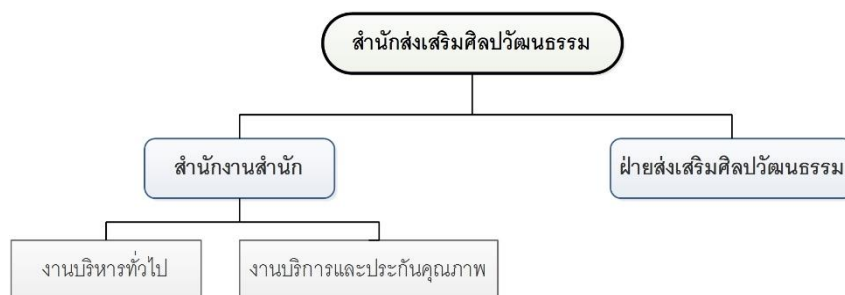 สำนักส่งเสริมศิลปวัฒนธรรม
สำนักงานสำนัก
ฝ่ายส่งเสริมศิลปวัฒนธรรม
งานบริหารทั่วไป
งานบริการและประกันคุณภาพ